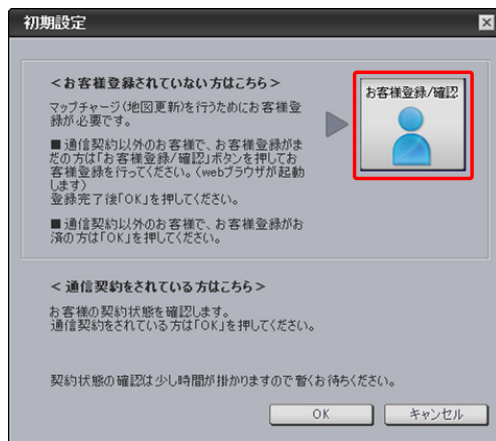 初期設定
＜お客様登録されていない方はこちら＞
マップチャージ（地図更新）を行うためにお客様登
録が必要です。
お客様登録/確認
■通信契約以外のお客様で、お客様登録がま
だの方は「お客様登録/確認」ボタンを押してお
客様登録を行ってください。（webブラウザが起動
します）
登録完了後「OK」を押してください。
■通信契約以外のお客様で、お客様登録がお
済の方は「OK」を押してください。
＜通信契約をされている方はこちら＞
お客様の契約状態を確認します。
通信契約をされている方は「OK」を押してください。
契約状態の確認は少し時間が掛かりますので暫くお待ちください。
OK
キャンセル